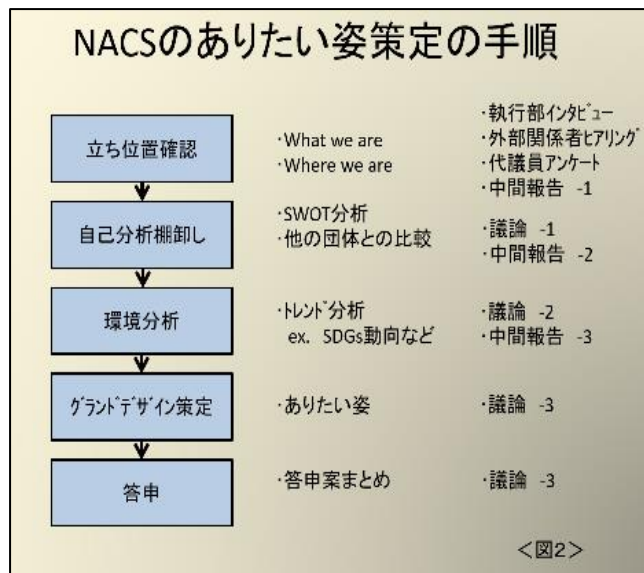 NACSのありたい姿策定の手順
立ち位置確認
・What we are
・Where we are
・執行部インタビュー
・外部関係者ヒアリング
・代議員アンケート
・中間報告 -1
自己分析棚卸し
・SWOT分析
・他の団体との比較
・議論 -1
・中間報告 -2
環境分析
・トレンド分析
ex. SDGs動向など
・議論 -2
・中間報告 -3
グランドデザイン策定
・ありたい姿
・議論 -3
答申
・答申案まとめ
・議論 -3
＜図2＞